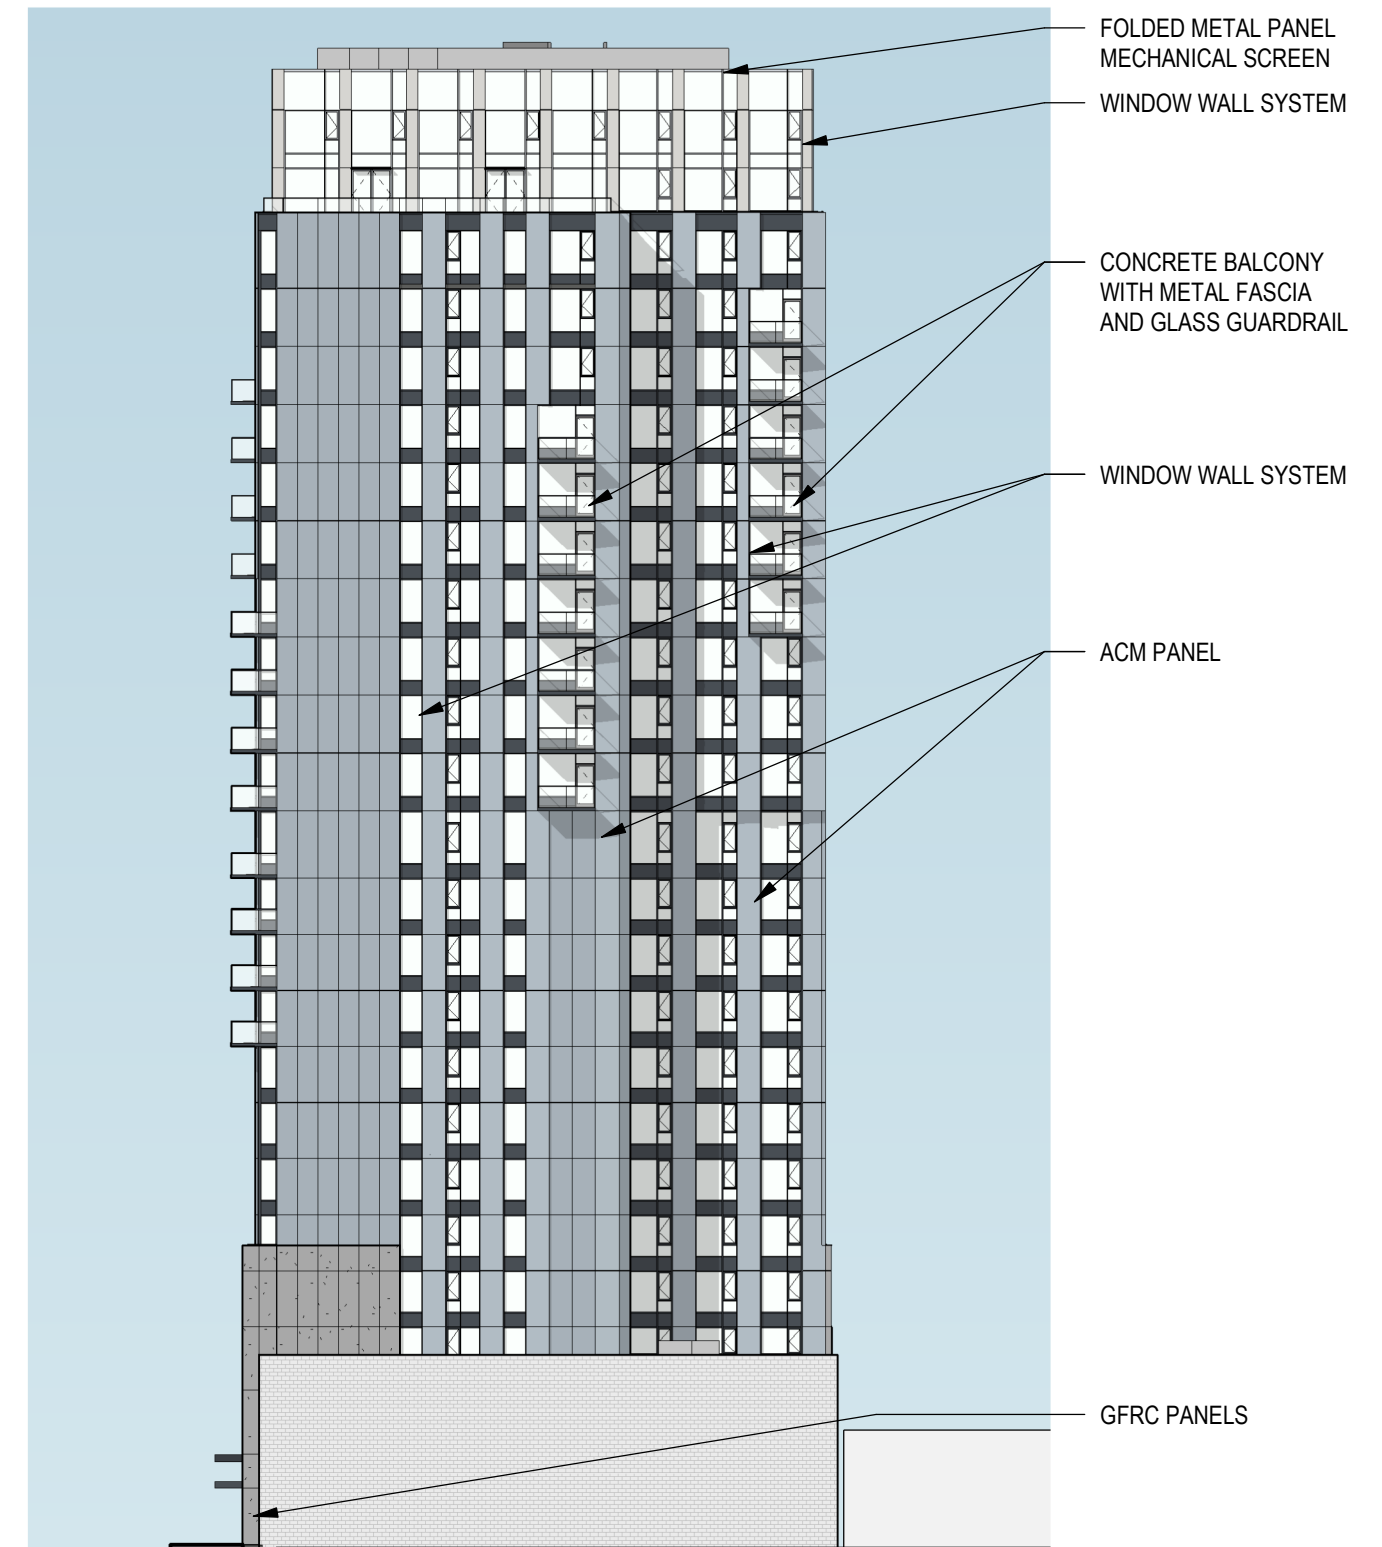 FOLDED METAL PANEL
MECHANICAL SCREEN
WINDOW WALL SYSTEM
CONCRETE BALCONY
WITH METAL FASCIA
AND GLASS GUARDRAIL
WINDOW WALL SYSTEM
ACM PANEL
GFRC PANELS